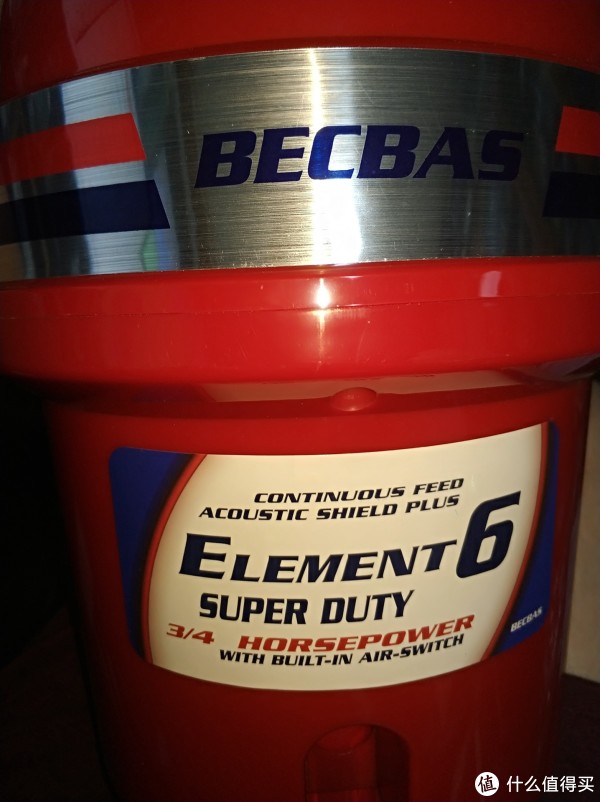 BECBAS
CONTINUOUS FEED
ACOUSTIC SHIELD PLUS
ELEMENT 6
SUPER DUTY
3/4 HORSEPOWER
WITH BUILT-IN AIR-SWITCH
BECBAS
值 什么值得买